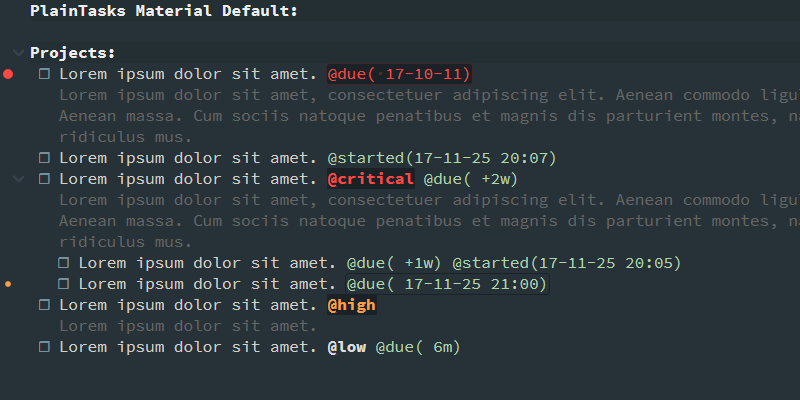 PlainTasks Material Default:
Projects:
☐ Lorem ipsum dolor sit amet. @due( 17-10-11)
Lorem ipsum dolor sit amet, consectetuer adipiscing elit. Aenean commodo ligu
Aenean massa. Cum sociis natoque penatibus et magnis dis parturient montes, na
ridiculus mus.
☐ Lorem ipsum dolor sit amet. @started(17-11-25 20:07)
☐ Lorem ipsum dolor sit amet. @critical @due( +2w)
Lorem ipsum dolor sit amet, consectetuer adipiscing elit. Aenean commodo ligu
Aenean massa. Cum sociis natoque penatibus et magnis dis parturient montes, na
ridiculus mus.
☐ Lorem ipsum dolor sit amet. @due( +1w) @started(17-11-25 20:05)
☐ Lorem ipsum dolor sit amet. @due( 17-11-25 21:00)
☐ Lorem ipsum dolor sit amet. @high
Lorem ipsum dolor sit amet.
☐ Lorem ipsum dolor sit amet. @low @due( 6m)